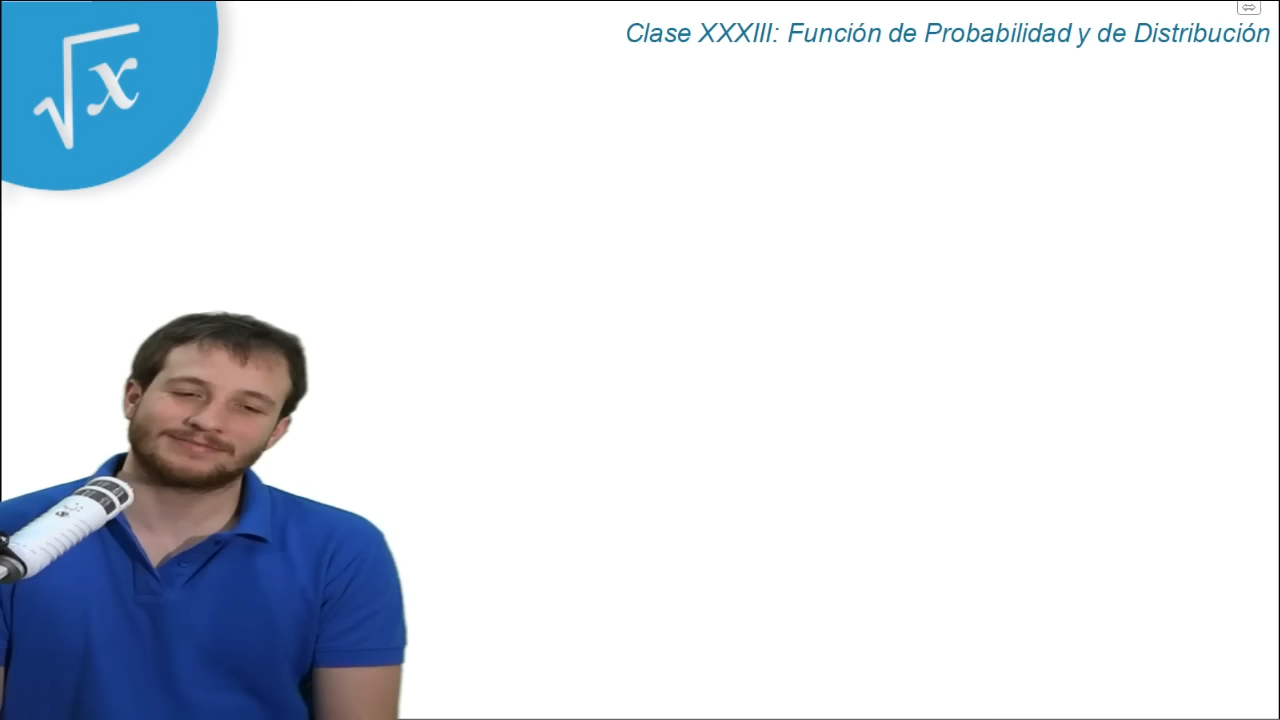 √x
Clase XXXIII: Función de Probabilidad y de Distribución